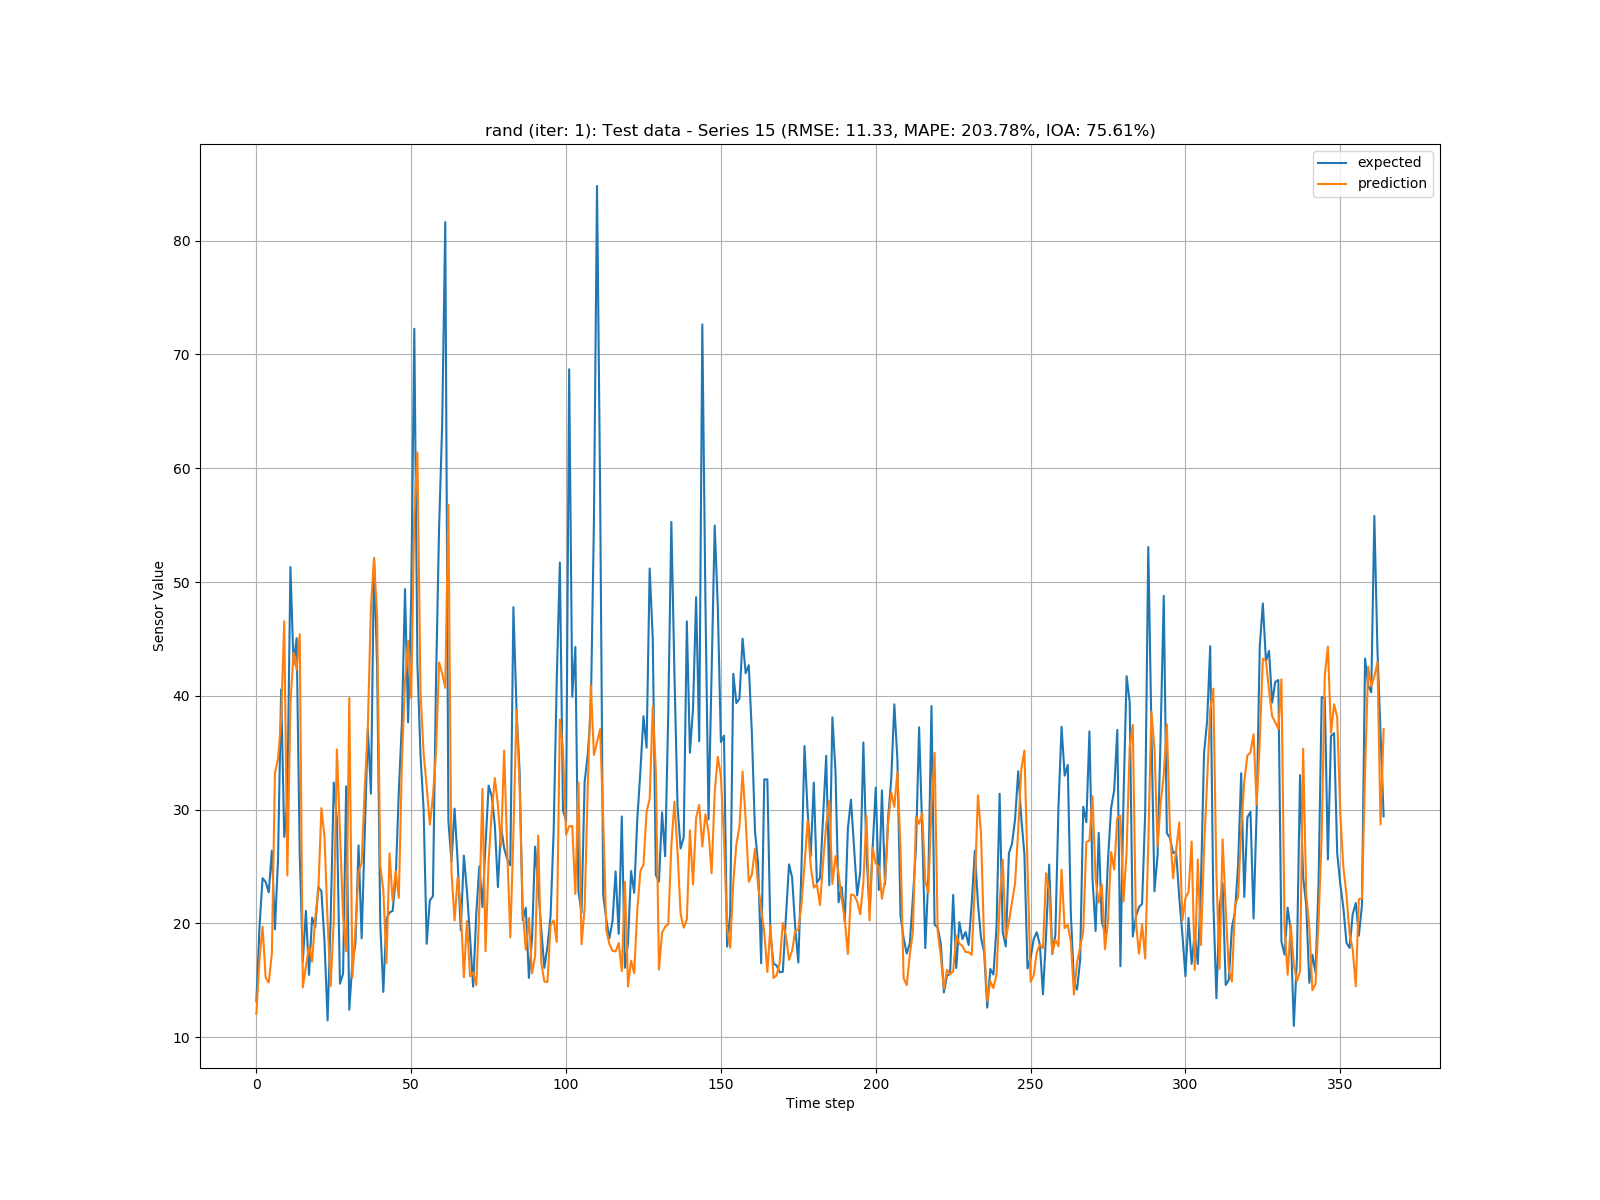 rand (iter: 1): Test data - Series 15 (RMSE: 11.33, MAPE: 203.78%, IOA: 75.61%)
expected
prediction
80
70
60
50
40
30
20
10
Sensor Value
0 50 100 150 200 250 300 350
Time step